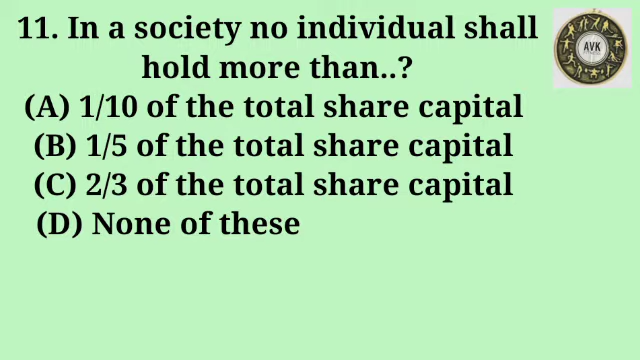 11. In a society no individual shall
hold more than..?
(A) 1/10 of the total share capital
(B) 1/5 of the total share capital
(C) 2/3 of the total share capital
(D) None of these
AVK